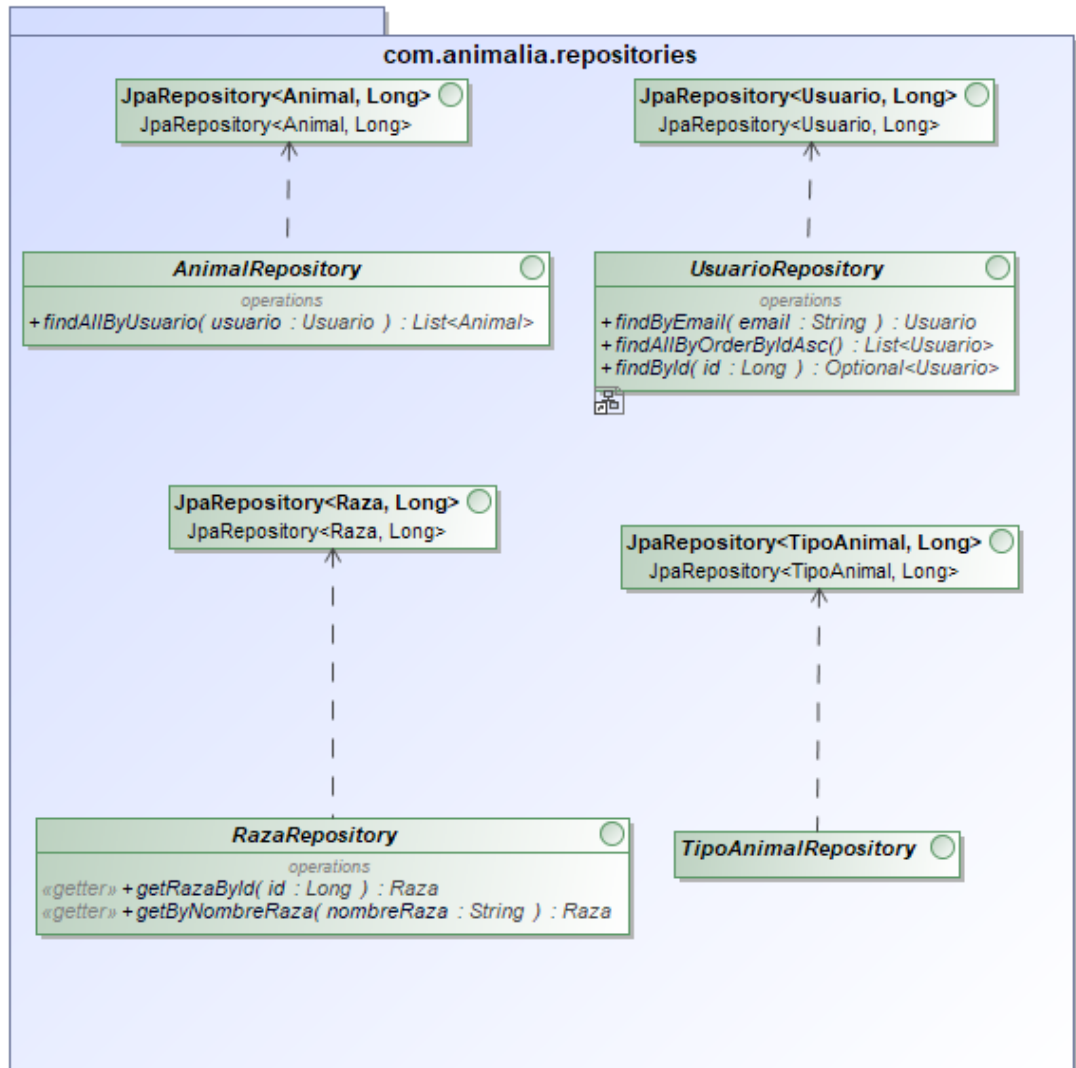 com.animalia.repositories
JpaRepository<Animal, Long>
JpaRepository<Animal, Long>
JpaRepository<Usuario, Long>
JpaRepository<Usuario, Long>
AnimalRepository
operations
+findAllByUsuario( usuario : Usuario ) : List<Animal>
UsuarioRepository
operations
+findByEmail( email : String ) : Usuario
+findAllByOrderByIdAsc() : List<Usuario>
+findById( id : Long ) : Optional<Usuario>
JpaRepository<Raza, Long>
JpaRepository<Raza, Long>
JpaRepository<TipoAnimal, Long>
JpaRepository<TipoAnimal, Long>
RazaRepository
operations
«getter» +getRazaById( id : Long ) : Raza
«getter» +getByNombreRaza( nombreRaza : String ) : Raza
TipoAnimalRepository